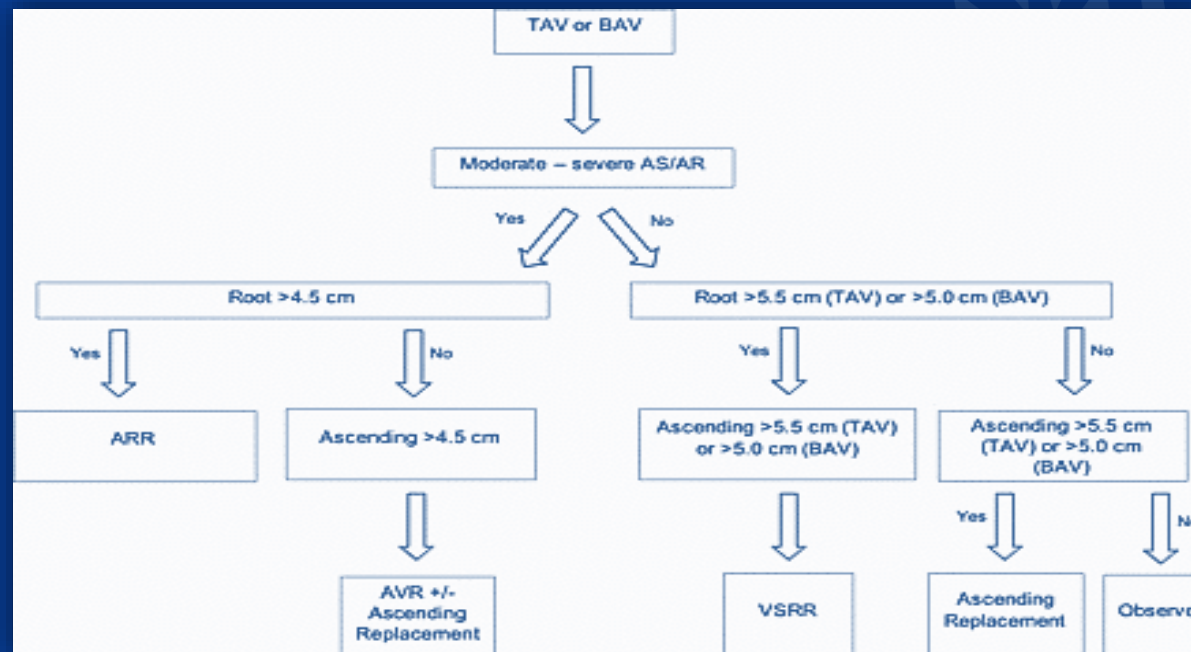 TAV or BAV
Moderate – severe AS/AR
Yes
No
Root >4.5 cm
Root >5.5 cm (TAV) or >5.0 cm (BAV)
Yes
No
Yes
No
ARR
Ascending >4.5 cm
Ascending >5.5 cm (TAV)
or >5.0 cm (BAV)
Ascending >5.5 cm
(TAV) or >5.0 cm
(BAV)
Yes
No
AVR +/-
Ascending
Replacement
VSRR
Ascending
Replacement
Observe